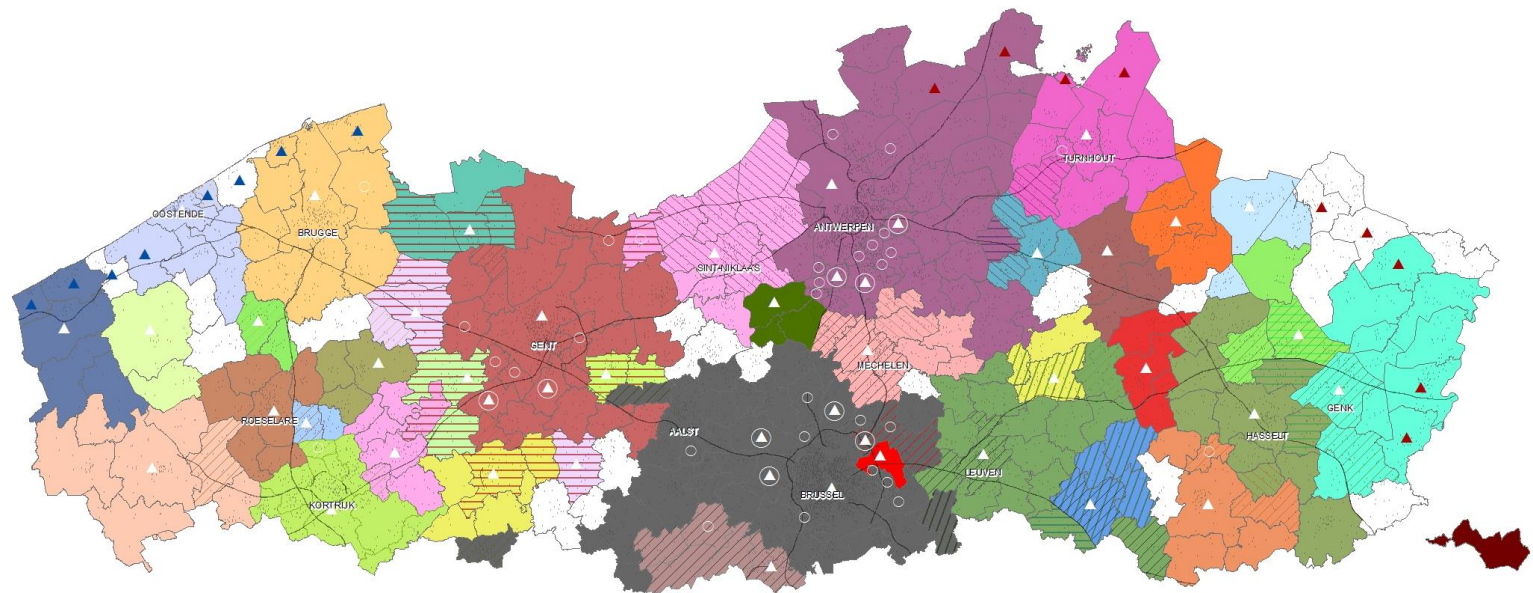 TURNHOUT
OOSTENDE
BRUGGE
ANTWERPEN
SINT-NIKLAAS
GENT
MECHELEN
GENK
ROESELARE
AALST
HASSELT
LEUVEN
BRUSSEL
KORTRIJK